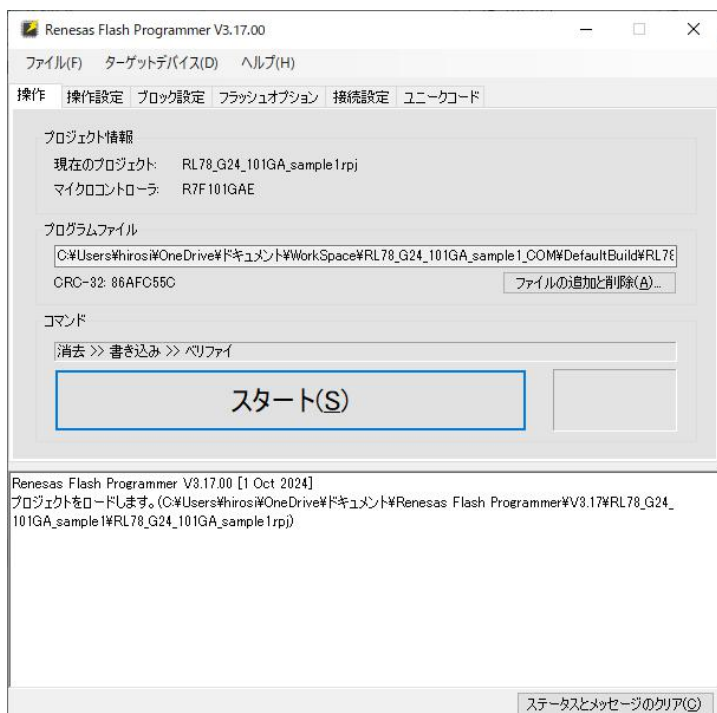 Renesas Flash Programmer V3.17.00
ファイル(F) ターゲットデバイス(D) ヘルプ(H)
操作 操作設定 ブロック設定 フラッシュオプション 接続設定 ユニークコード
プロジェクト情報
現在のプロジェクト: RL78_G24_101GA_sample1.rpj
マイクロコントローラ: R7F101GAE
プログラムファイル
C:¥Users¥hirosi¥OneDrive¥ドキュメント¥WorkSpace¥RL78_G24_101GA_sample1_COM¥DefaultBuild¥RL78
CRC-32: 86AFC55C ファイルの追加と削除(A)...
コマンド
消去 >> 書き込み >> ベリファイ
スタート(S)
Renesas Flash Programmer V3.17.00 [1 Oct 2024]
プロジェクトをロードします。(C:¥Users¥hirosi¥OneDrive¥ドキュメント¥Renesas Flash Programmer¥V3.17¥RL78_G24_
101GA_sample1¥RL78_G24_101GA_sample1.rpj)
ステータスとメッセージのクリア(C)